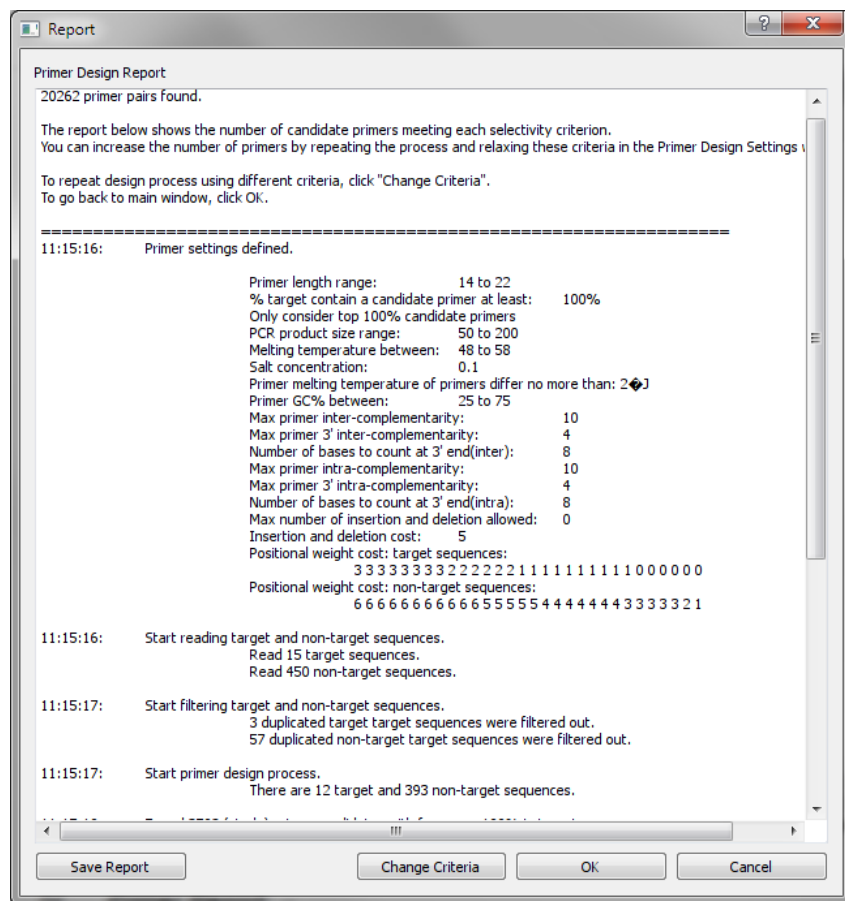 Report
Primer Design Report
20262 primer pairs found.
The report below shows the number of candidate primers meeting each selectivity criterion.
You can increase the number of primers by repeating the process and relaxing these criteria in the Primer Design Settings
To repeat design process using different criteria, click "Change Criteria".
To go back to main window, click OK.
==================================================================
11:15:16: Primer settings defined.
Primer length range: 14 to 22
% target contain a candidate primer at least: 100%
Only consider top 100% candidate primers
PCR product size range: 50 to 200
Melting temperature between: 48 to 58
Salt concentration: 0.1
Primer melting temperature of primers differ no more than: 2�J
Primer GC% between: 25 to 75
Max primer inter-complementarity: 10
Max primer 3' inter-complementarity: 4
Number of bases to count at 3' end(inter): 8
Max primer intra-complementarity: 10
Max primer 3' intra-complementarity: 4
Number of bases to count at 3' end(intra): 8
Max number of insertion and deletion allowed: 0
Insertion and deletion cost: 5
Positional weight cost: target sequences:
3 3 3 3 3 3 3 3 2 2 2 2 2 2 2 1 1 1 1 1 1 1 1 1 1 0 0 0 0 0 0
Positional weight cost: non-target sequences:
6 6 6 6 6 6 6 6 6 6 6 5 5 5 5 5 4 4 4 4 4 4 4 3 3 3 3 3 2 1
11:15:16: Start reading target and non-target sequences.
Read 15 target sequences.
Read 450 non-target sequences.
11:15:17: Start filtering target and non-target sequences.
3 duplicated target target sequences were filtered out.
57 duplicated non-target target sequences were filtered out.
11:15:17: Start primer design process.
There are 12 target and 393 non-target sequences.
Save Report
Change Criteria
OK
Cancel